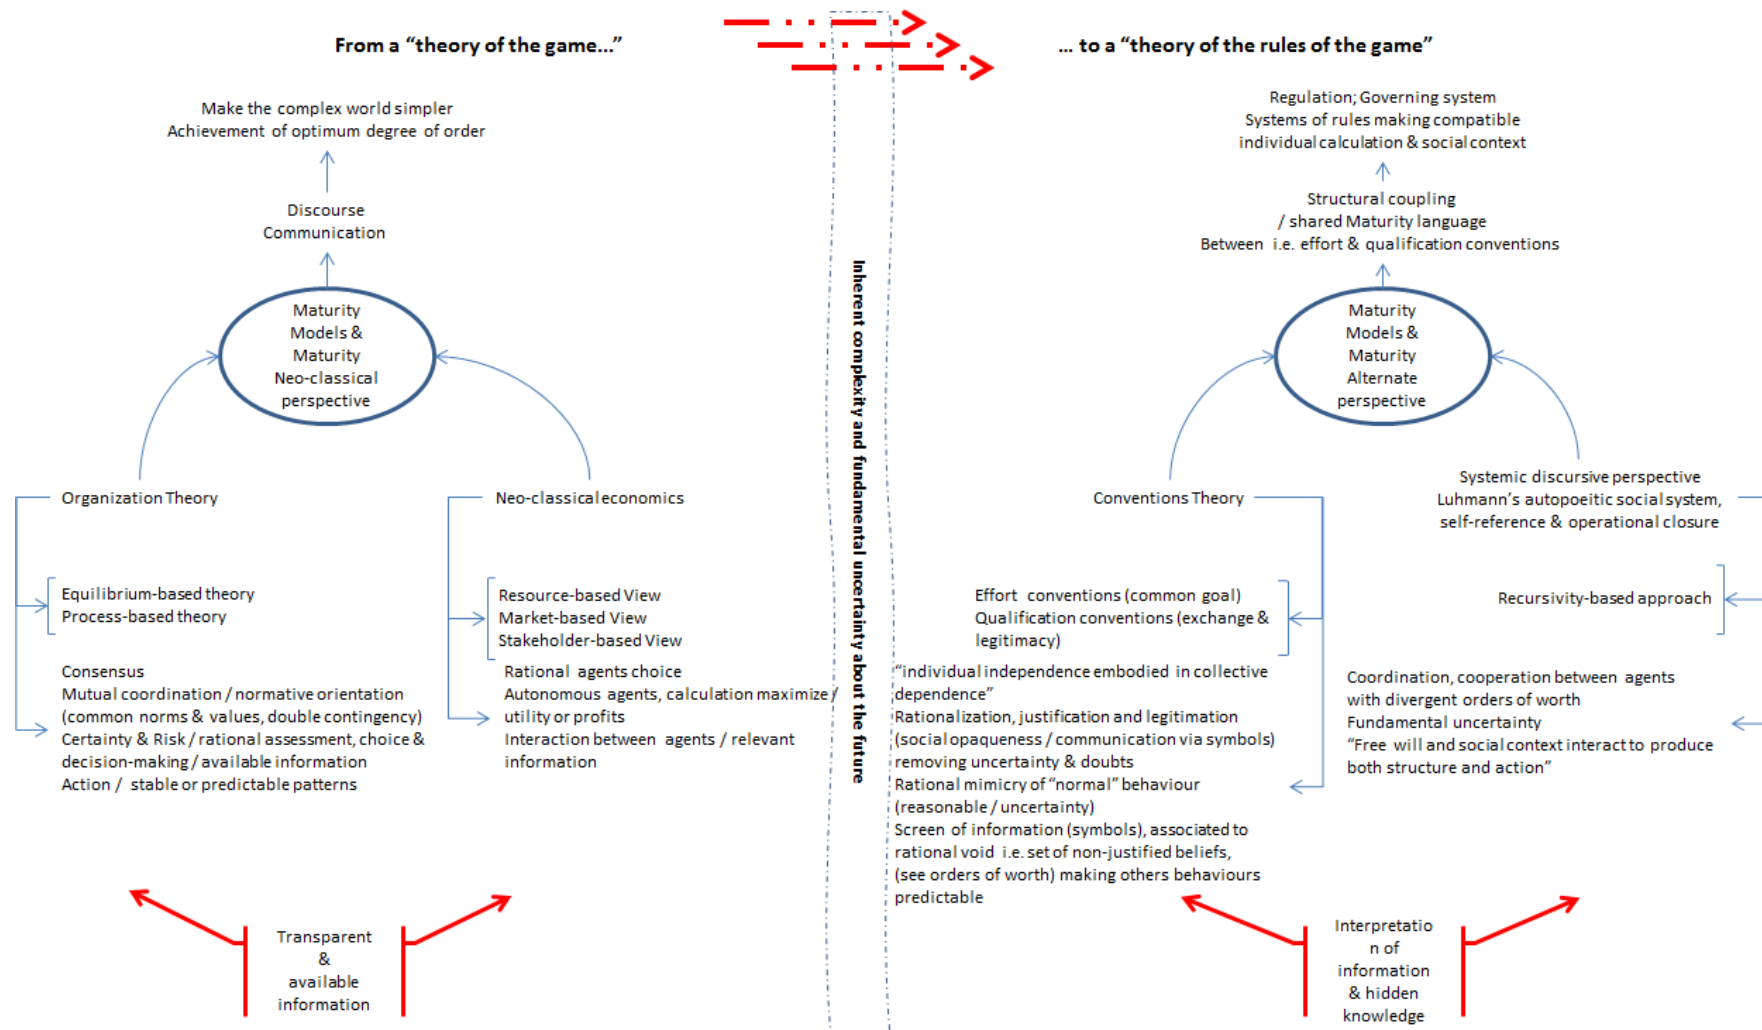 From a “theory of the game...”
... to a “theory of the rules of the game”
Make the complex world simpler
Achievement of optimum degree of order
Discourse
Communication
Maturity
Models &
Maturity
Neo-classical
perspective
Organization Theory
Neo-classical economics
Equilibrium-based theory
Process-based theory
Resource-based View
Market-based View
Stakeholder-based View
Consensus
Mutual coordination / normative orientation
(common norms & values, double contingency)
Certainty & Risk / rational assessment, choice &
decision-making / available information
Action / stable or predictable patterns
Rational agents choice
Autonomous agents, calculation maximize /
utility or profits
Interaction between agents / relevant
information
Transparent
&
available
information
Inherent complexity and fundamental uncertainty about the future
Regulation; Governing system
Systems of rules making compatible
individual calculation & social context
Structural coupling
/ shared Maturity language
Between i.e. effort & qualification conventions
Maturity
Models &
Maturity
Alternate
perspective
Conventions Theory
Systemic discursive perspective
Luhmann’s autopoeitic social system,
self-reference & operational closure
Effort conventions (common goal)
Qualification conventions (exchange &
legitimacy)
Recursivity-based approach
“individual independence embodied in collective
dependence”
Rationalization, justification and legitimation
(social opaqueness / communication via symbols)
removing uncertainty & doubts
Rational mimicry of “normal” behaviour
(reasonable / uncertainty)
Screen of information (symbols), associated to
rational void i.e. set of non-justified beliefs,
(see orders of worth) making others behaviours
predictable
Coordination, cooperation between agents
with divergent orders of worth
Fundamental uncertainty
“Free will and social context interact to produce
both structure and action”
Interpretatio
n of
information
& hidden
knowledge